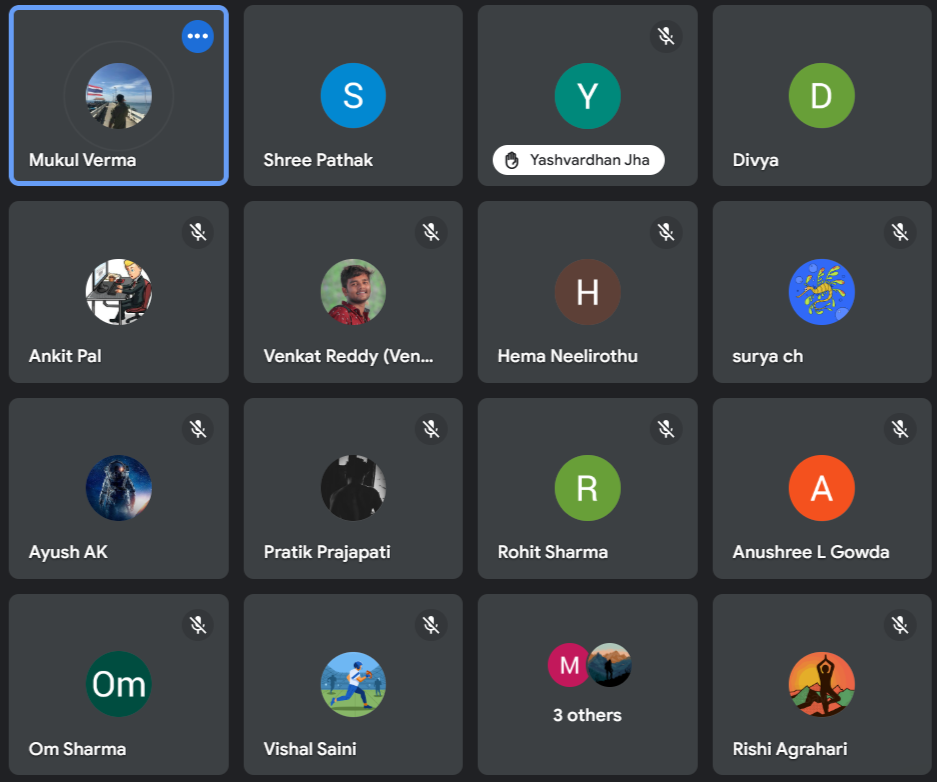 S
Y
D
Mukul Verma
Shree Pathak
Yashvardhan Jha
Divya
H
Ankit Pal
Venkat Reddy (Ven...
Hema Neelirothu
surya ch
R
A
Ayush AK
Pratik Prajapati
Rohit Sharma
Anushree L Gowda
Om
M
3 others
Om Sharma
Vishal Saini
Rishi Agrahari